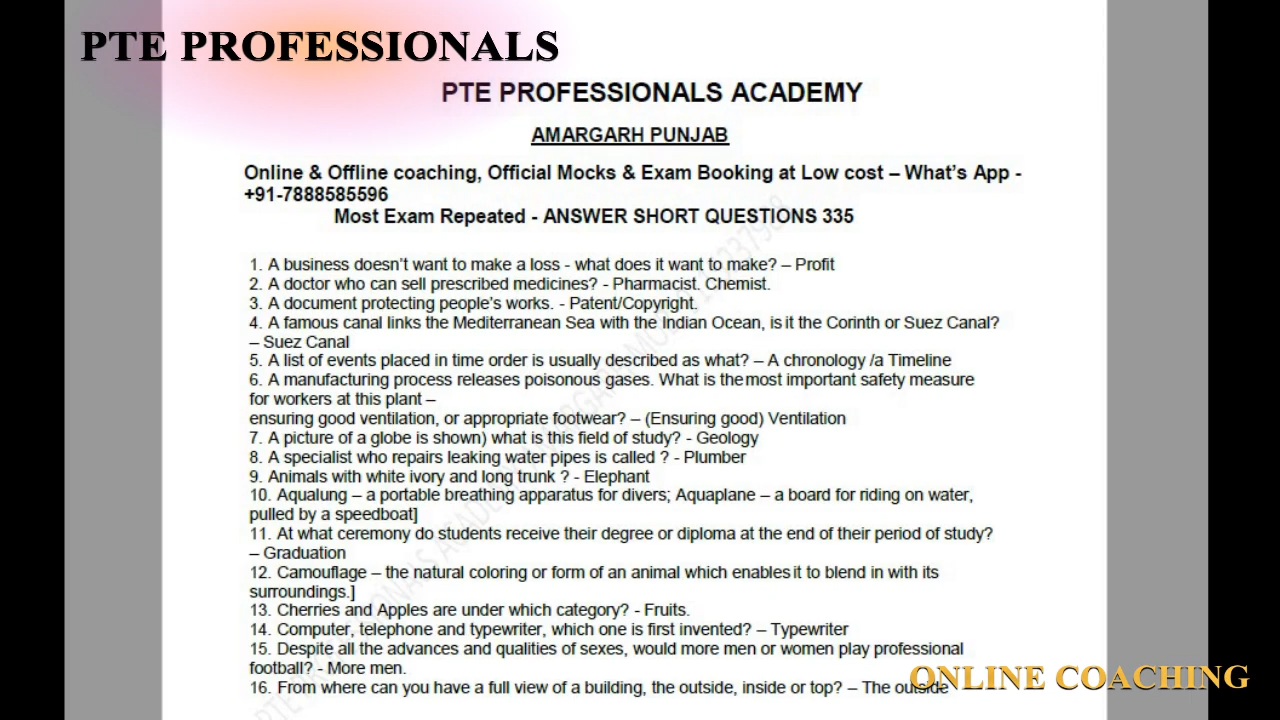 PTE PROFESSIONALS
PTE PROFESSIONALS ACADEMY
AMARGARH PUNJAB
Online & Offline coaching, Official Mocks & Exam Booking at Low cost – What's App -
+91-7888585596
Most Exam Repeated - ANSWER SHORT QUESTIONS 335
1. A business doesn't want to make a loss - what does it want to make? – Profit
2. A doctor who can sell prescribed medicines? - Pharmacist. Chemist.
3. A document protecting people's works. - Patent/Copyright.
4. A famous canal links the Mediterranean Sea with the Indian Ocean, is it the Corinth or Suez Canal?
– Suez Canal
5. A list of events placed in time order is usually described as what? – A chronology /a Timeline
6. A manufacturing process releases poisonous gases. What is the most important safety measure
for workers at this plant –
ensuring good ventilation, or appropriate footwear? – (Ensuring good) Ventilation
7. A picture of a globe is shown) what is this field of study? - Geology
8. A specialist who repairs leaking water pipes is called ? - Plumber
9. Animals with white ivory and long trunk ? - Elephant
10. Aqualung – a portable breathing apparatus for divers; Aquaplane – a board for riding on water,
pulled by a speedboat]
11. At what ceremony do students receive their degree or diploma at the end of their period of study?
– Graduation
12. Camouflage – the natural coloring or form of an animal which enables it to blend in with its
surroundings.]
13. Cherries and Apples are under which category? - Fruits.
14. Computer, telephone and typewriter, which one is first invented? – Typewriter
15. Despite all the advances and qualities of sexes, would more men or women play professional
football? - More men.
16. From where can you have a full view of a building, the outside, inside or top? – The outside
ONLINE COACHING